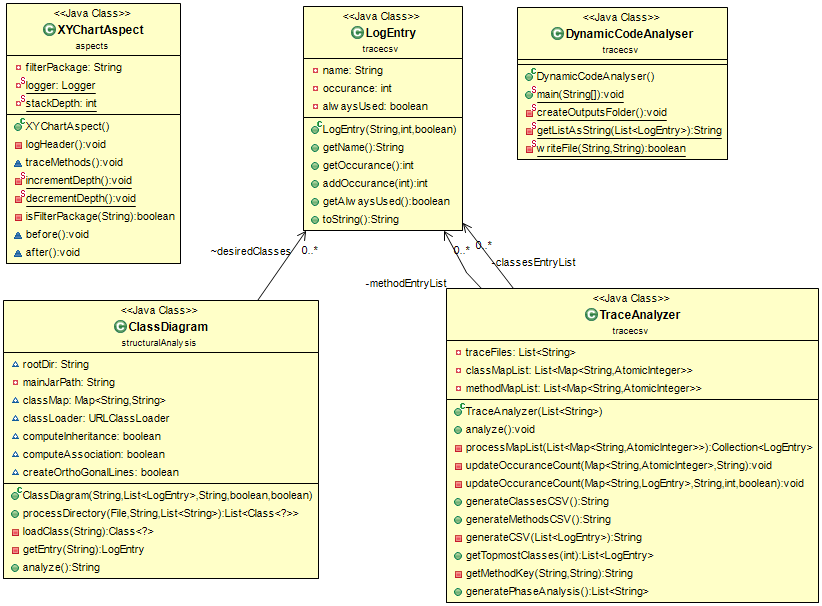 <<Java Class>>
XYChartAspect
aspects
filterPackage: String
logger: Logger
stackDepth: int
XYChartAspect()
logHeader():void
traceMethods():void
incrementDepth():void
decrementDepth():void
isFilterPackage(String):boolean
before():void
after():void
<<Java Class>>
LogEntry
tracecsv
name: String
occurance: int
alwaysUsed: boolean
LogEntry(String,int,boolean)
getName():String
getOccurance():int
addOccurance(int):int
getAlwaysUsed():boolean
toString():String
<<Java Class>>
DynamicCodeAnalyser
tracecsv
DynamicCodeAnalyser()
main(String[]):void
createOutputsFolder():void
getListAsString(List<LogEntry>):String
writeFile(String,String):boolean
~desiredClasses
0..*
0..*
0..*
-classesEntryList
-methodEntryList
<<Java Class>>
ClassDiagram
structuralAnalysis
rootDir: String
mainJarPath: String
classMap: Map<String,String>
classLoader: URLClassLoader
computeInheritance: boolean
computeAssociation: boolean
createOrthoGonalLines: boolean
ClassDiagram(String,List<LogEntry>,String,boolean,boolean)
processDirectory(File,String,List<String>):List<Class<?>>
loadClass(String):Class<?>
getEntry(String):LogEntry
analyze():String
<<Java Class>>
TraceAnalyzer
tracecsv
traceFiles: List<String>
classMapList: List<Map<String,AtomicInteger>>
methodMapList: List<Map<String,AtomicInteger>>
TraceAnalyzer(List<String>)
analyze():void
processMapList(List<Map<String,AtomicInteger>>):Collection<LogEntry>
updateOccuranceCount(Map<String,AtomicInteger>,String):void
updateOccuranceCount(Map<String,LogEntry>,String,int,boolean):void
generateClassesCSV():String
generateMethodsCSV():String
generateCSV(List<LogEntry>):String
getTopmostClasses(int):List<LogEntry>
getMethodKey(String,String):String
generatePhaseAnalysis():List<String>